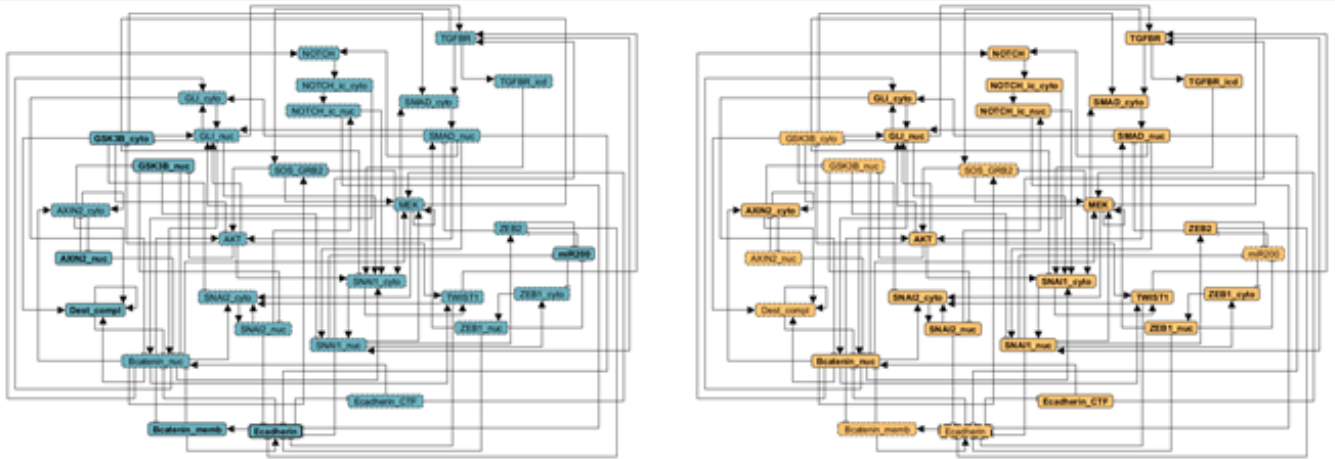 TGFBR
NOTCH
NOTCH_ic_cyto
TGFBR_icd
GLI_cyto
SMAD_cyto
NOTCH_ic_nuc
GSK3B_cyto
GLI_nuc
SMAD_nuc
GSK3B_nuc
SOS_GRB2
AXIN2_cyto
MEK
ZEB2
AKT
AXIN2_nuc
miR200
SNAI1_cyto
SNAI2_cyto
TWIST1
ZEB1_cyto
Dest_compl
SNAI2_nuc
ZEB1_nuc
SNAI1_nuc
Bcatenin_nuc
Ecadherin_CTF
Bcatenin_memb
Ecadherin
TGFBR
NOTCH
NOTCH_ic_cyto
TGFBR_icd
GLI_cyto
SMAD_cyto
NOTCH_ic_nuc
GSK3B_cyto
GLI_nuc
SMAD_nuc
GSK3B_nuc
SOS_GRB2
AXIN2_cyto
MEK
ZEB2
AKT
AXIN2_nuc
miR200
SNAI1_cyto
SNAI2_cyto
TWIST1
ZEB1_cyto
Dest_compl
SNAI2_nuc
ZEB1_nuc
SNAI1_nuc
Bcatenin_nuc
Ecadherin_CTF
Bcatenin_memb
Ecadherin